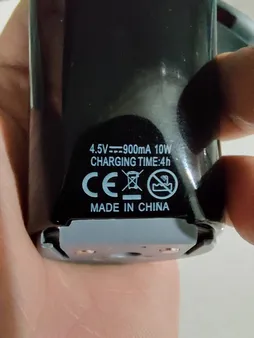 4.5V⎓900mA 10W
CHARGING TIME:4h
CE
MADE IN CHINA